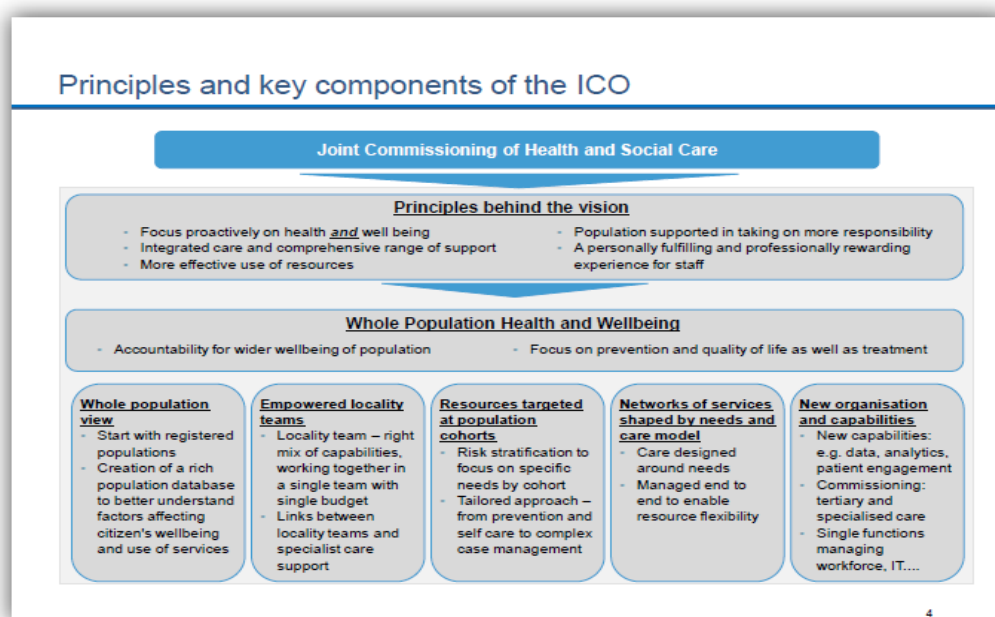 Principles and key components of the ICO
Joint Commissioning of Health and Social Care
Principles behind the vision
- Focus proactively on health and well being
- Integrated care and comprehensive range of support
- More effective use of resources
- Population supported in taking on more responsibility
- A personally fulfilling and professionally rewarding
experience for staff
Whole Population Health and Wellbeing
- Accountability for wider wellbeing of population
- Focus on prevention and quality of life as well as treatment
Whole population
view
- Start with registered
populations
- Creation of a rich
population database
to better understand
factors affecting
citizen's wellbeing
and use of services
Empowered locality
teams
- Locality team – right
mix of capabilities,
working together in
a single team with
single budget
- Links between
locality teams and
specialist care
support
Resources targeted
at population
cohorts
- Risk stratification to
focus on specific
needs by cohort
- Tailored approach –
from prevention and
self care to complex
case management
Networks of services
shaped by needs and
care model
- Care designed
around needs
- Managed end to
end to enable
resource flexibility
New organisation
and capabilities
- New capabilities:
e.g. data, analytics,
patient engagement
- Commissioning:
tertiary and
specialised care
- Single functions
managing
workforce, IT....
4